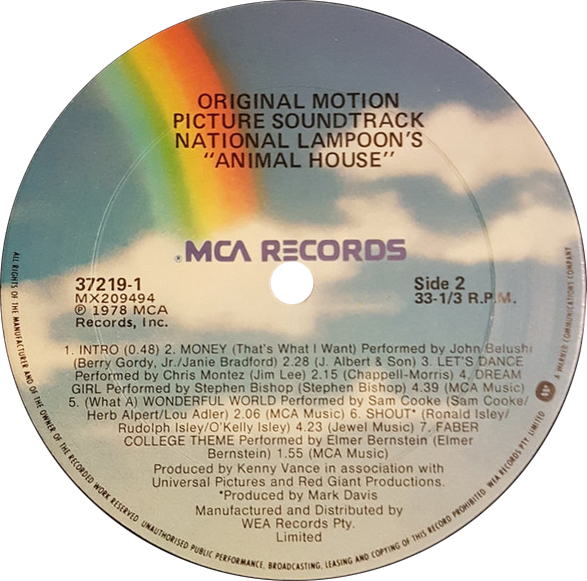 ORIGINAL MOTION
PICTURE SOUNDTRACK
NATIONAL LAMPOON'S
"ANIMAL HOUSE"
®MCA RECORDS
37219-1
MX209494
℗ 1978 MCA
Records, Inc.
Side 2
33-1/3 R.P.M.
1. INTRO (0.48) 2. MONEY (That's What I Want) Performed by John Belushi
(Berry Gordy, Jr./Janie Bradford) 2.28 (J. Albert & Son) 3. LET'S DANCE
Performed by Chris Montez (Jim Lee) 2.15 (Chappell-Morris) 4, DREAM
GIRL Performed by Stephen Bishop (Stephen Bishop) 4.39 (MCA Music)
5. (What A) WONDERFUL WORLD Performed by Sam Cooke (Sam Cooke/
Herb Alpert/Lou Adler) 2.06 (MCA Music) 6. SHOUT* (Ronald Isley/
Rudolph Isley/O'Kelly Isley) 4.23 (Jewel Music) 7. FABER
COLLEGE THEME Performed by Elmer Bernstein (Elmer
Bernstein) 1.55 (MCA Music)
Produced by Kenny Vance in association with
Universal Pictures and Red Giant Productions.
*Produced by Mark Davis
Manufactured and Distributed by
WEA Records Pty.
Limited
ALL RIGHTS OF THE MANUFACTURER AND OF THE OWNER OF THE RECORDED WORK RESERVED. UNAUTHORISED PUBLIC PERFORMANCE, BROADCASTING, LEASING AND COPYING OF THIS RECORD PROHIBITED. WEA RECORDS PTY. LIMITED
A WARNER COMMUNICATIONS COMPANY